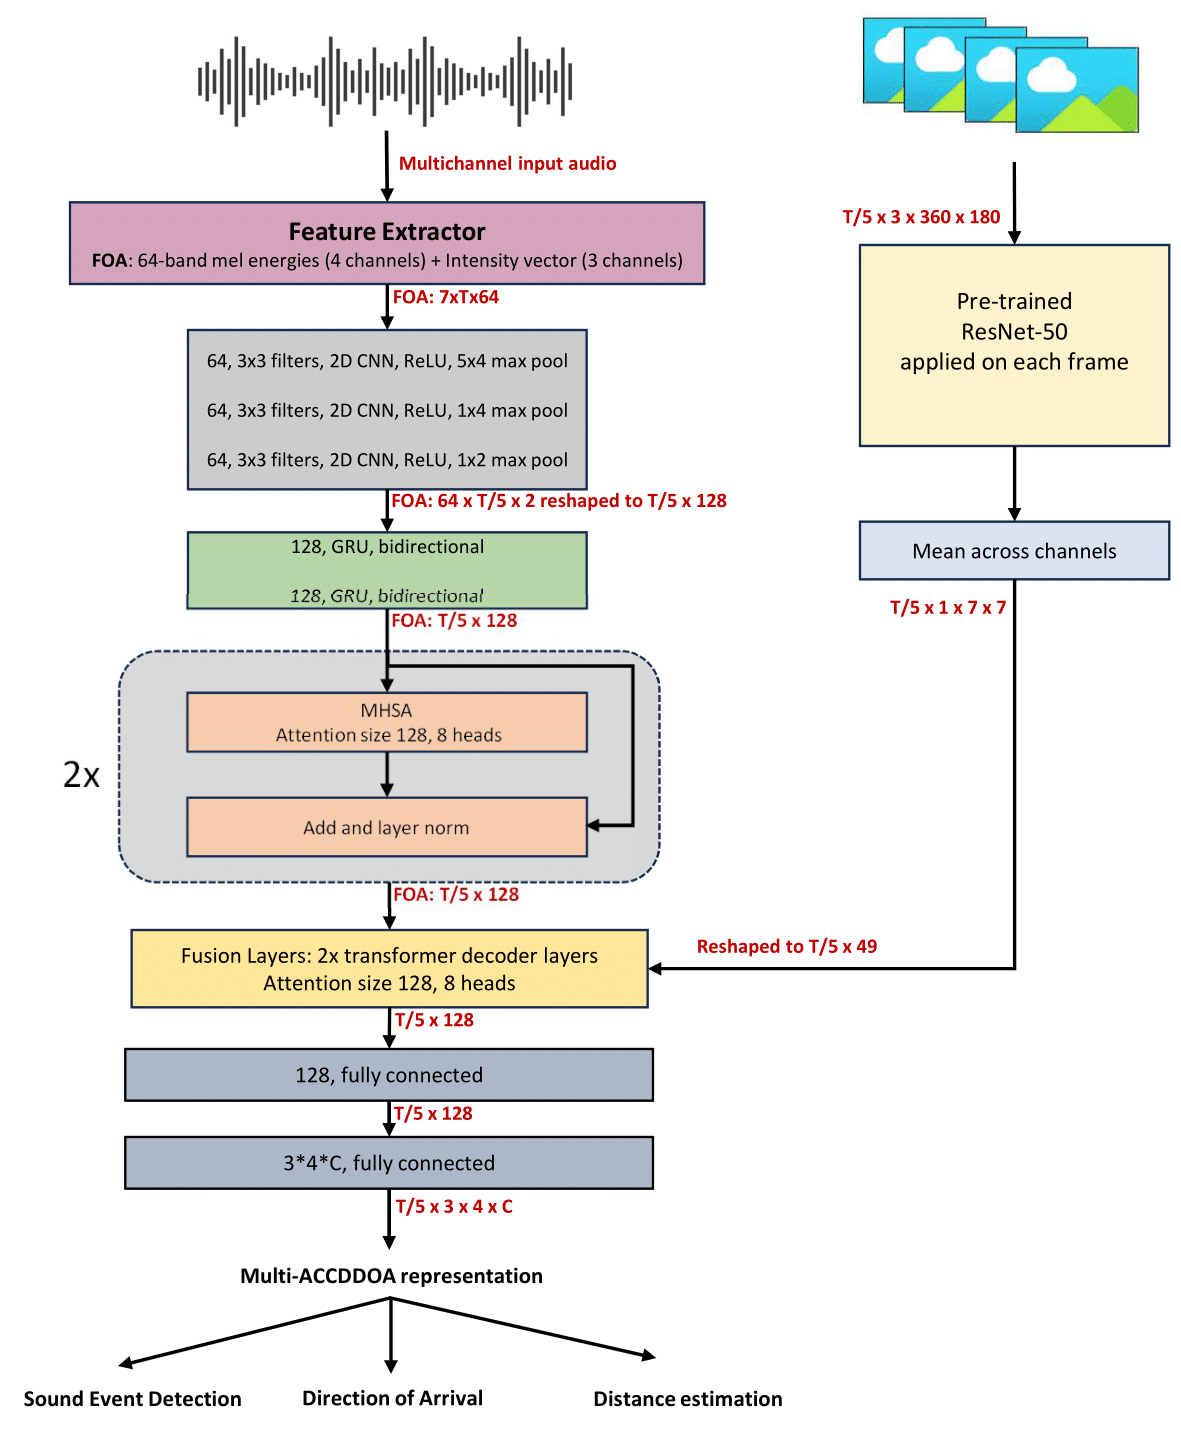 Multichannel input audio
Feature Extractor
FOA: 64-band mel energies (4 channels) + Intensity vector (3 channels)
FOA: 7xTx64
64, 3x3 filters, 2D CNN, ReLU, 5x4 max pool
64, 3x3 filters, 2D CNN, ReLU, 1x4 max pool
64, 3x3 filters, 2D CNN, ReLU, 1x2 max pool
FOA: 64 x T/5 x 2 reshaped to T/5 x 128
128, GRU, bidirectional
128, GRU, bidirectional
FOA: T/5 x 128
2x
MHSA
Attention size 128, 8 heads
Add and layer norm
FOA: T/5 x 128
T/5 x 3 x 360 x 180
Pre-trained
ResNet-50
applied on each frame
Mean across channels
T/5 x 1 x 7 x 7
Reshaped to T/5 x 49
Fusion Layers: 2x transformer decoder layers
Attention size 128, 8 heads
T/5 x 128
128, fully connected
T/5 x 128
3*4*C, fully connected
T/5 x 3 x 4 x C
Multi-ACCDDOA representation
Sound Event Detection
Direction of Arrival
Distance estimation